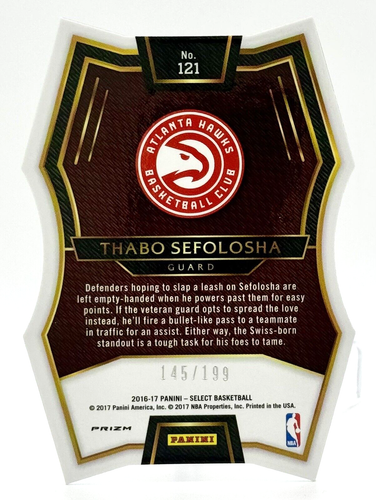 No.
121
ATLANTA HAWKS
BASKETBALL CLUB
THABO SEFOLOSHA
GUARD
Defenders hoping to slap a leash on Sefolosha are
left empty-handed when he powers past them for easy
points. If the veteran guard opts to spread the love
instead, he'll fire a bullet-like pass to a teammate
in traffic for an assist. Either way, the Swiss-born
standout is a tough task for his foes to tame.
145/199
2016-17 PANINI – SELECT BASKETBALL
© 2017 Panini America, Inc. © 2017 NBA Properties, Inc. Printed in the USA.
PRIZM
PANINI
NBA